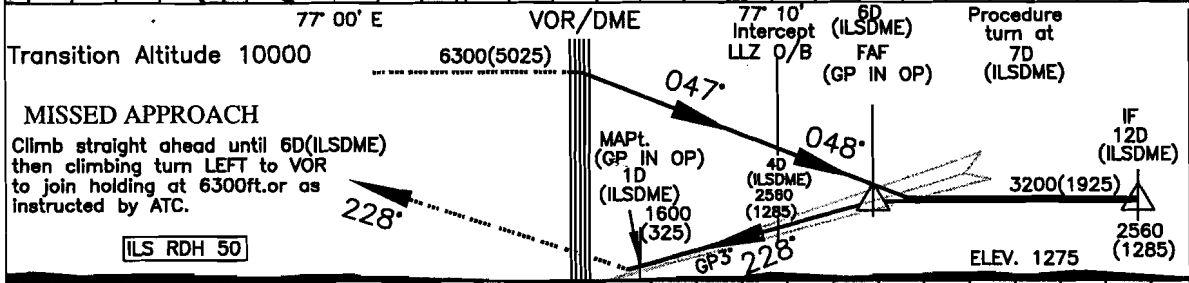 77° 00' E
VOR/DME
77° 10'
Intercept
LLZ O/B
6D
(ILSDME)
FAF
(GP IN OP)
Procedure
turn at
7D
(ILSDME)
Transition Altitude 10000
6300(5025)
047°
048°
MISSED APPROACH
Climb straight ahead until 6D(ILSDME)
then climbing turn LEFT to VOR
to join holding at 6300ft.or as
instructed by ATC.
228°
ILS RDH 50
MAPt.
(GP IN OP)
1D
(ILSDME)
1600
(325)
4D
(ILSDME)
2580
(1285)
GP3°
228°
IF
12D
(ILSDME)
3200(1925)
2560
(1285)
ELEV. 1275